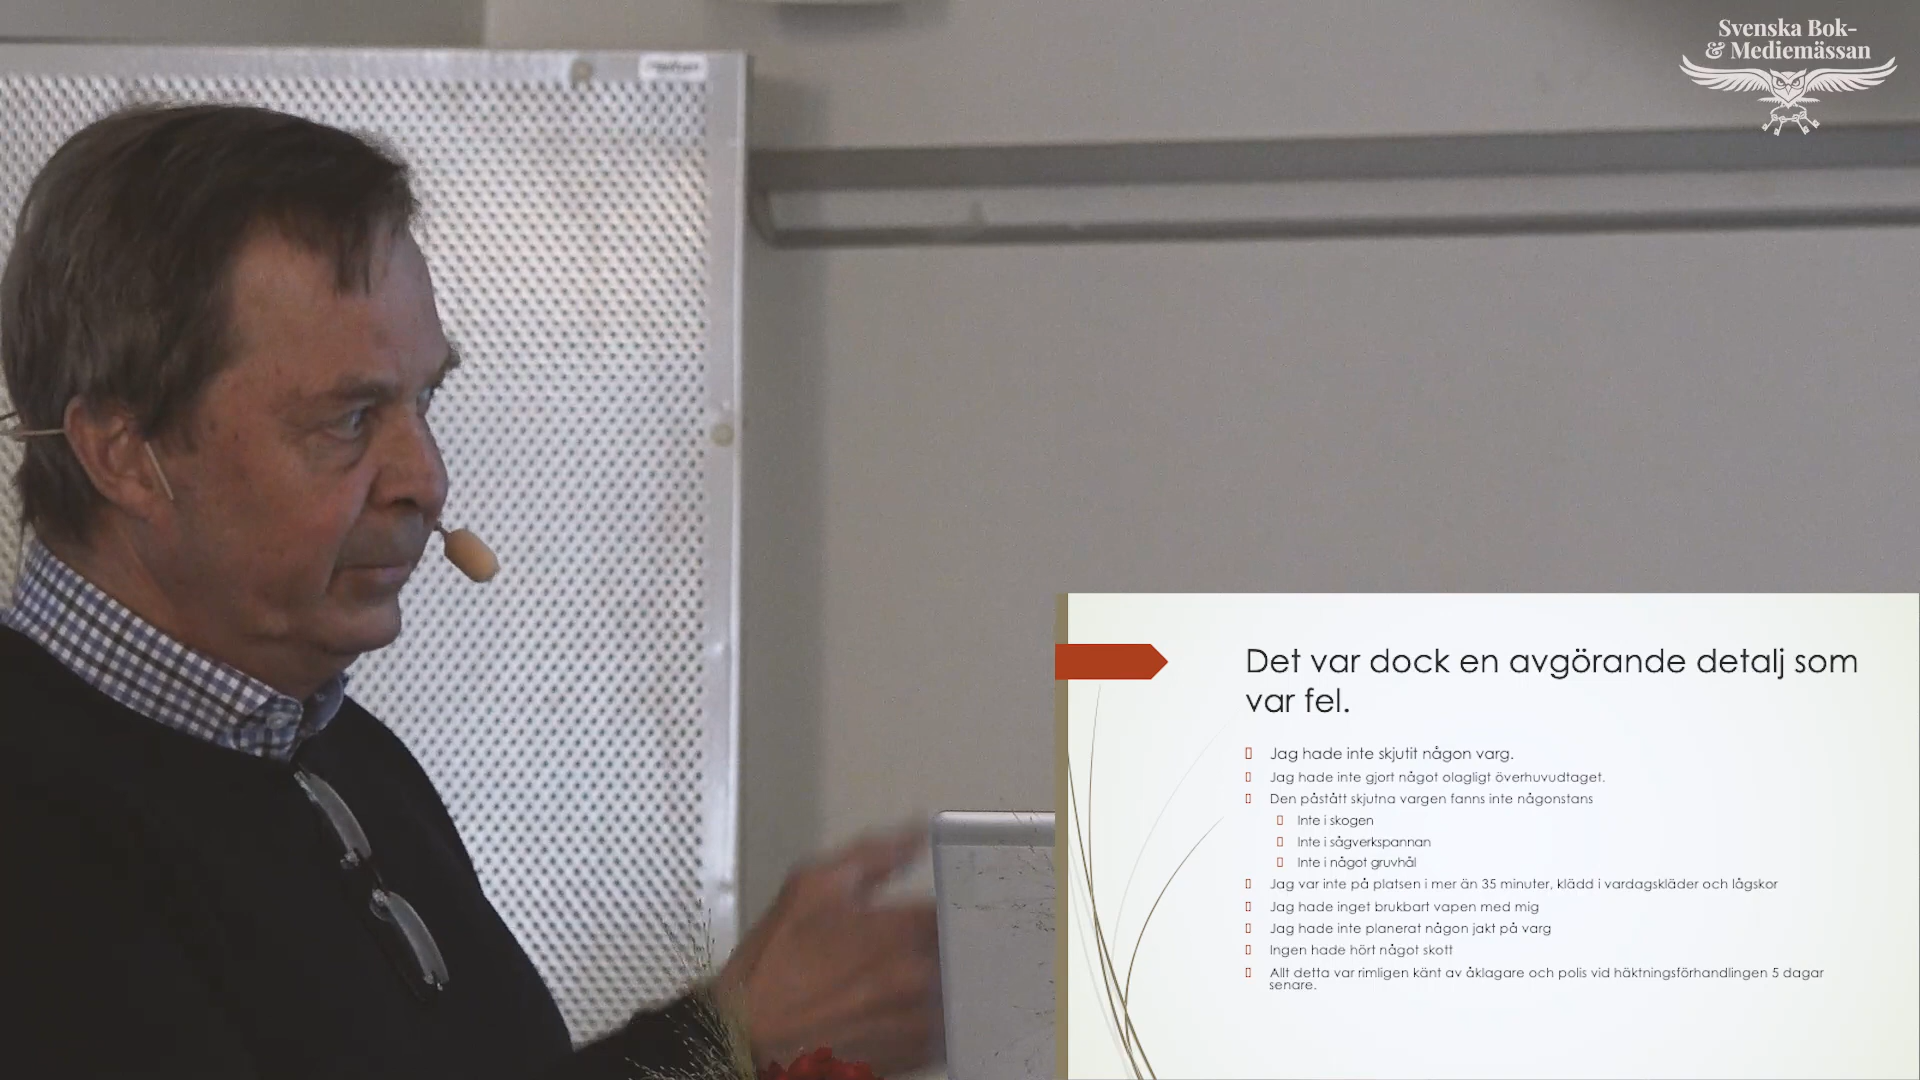 Svenska Bok-
& Mediemässan
Det var dock en avgörande detalj som
var fel.
Jag hade inte skjutit någon varg.
Jag hade inte gjort något olagligt överhuvudtaget.
Den påstått skjutna vargen fanns inte någonstans
Inte i skogen
Inte i sågverkspannan
Inte i något gruvhål
Jag var inte på platsen i mer än 35 minuter, klädd i vardagskläder och lågskor
Jag hade inget brukbart vapen med mig
Jag hade inte planerat någon jakt på varg
Ingen hade hört något skott
Allt detta var rimligen känt av åklagare och polis vid häktningsförhandlingen 5 dagar
senare.